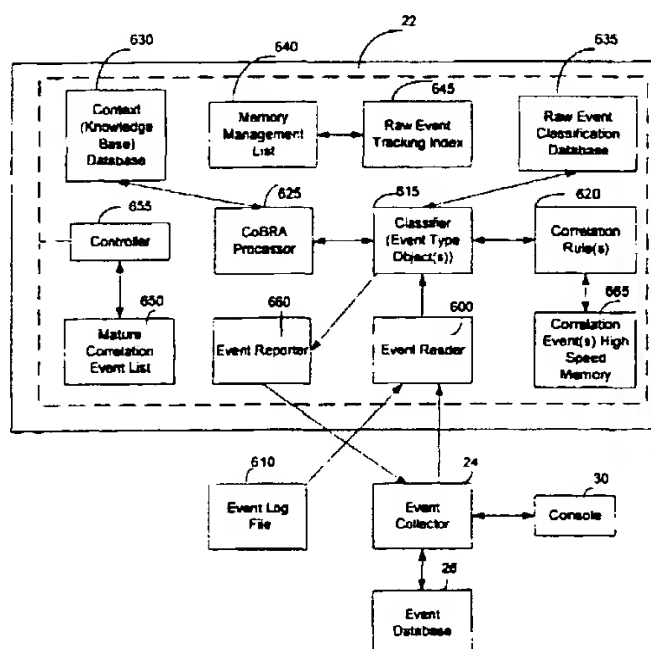 630
640
22
635
645
Context
(Knowledge
Base)
Database
Memory
Management
List
Raw Event
Tracking Index
Raw Event
Classification
Database
655
625
615
620
Controller
CoBRA
Processor
Classifier
(Event Type
Object(s))
Correlation
Rule(s)
650
660
600
665
Mature
Correlation
Event List
Event Reporter
Event Reader
Correlation
Event(s) High
Speed
Memory
610
24
30
Event Log
File
Event
Collector
Console
26
Event
Database